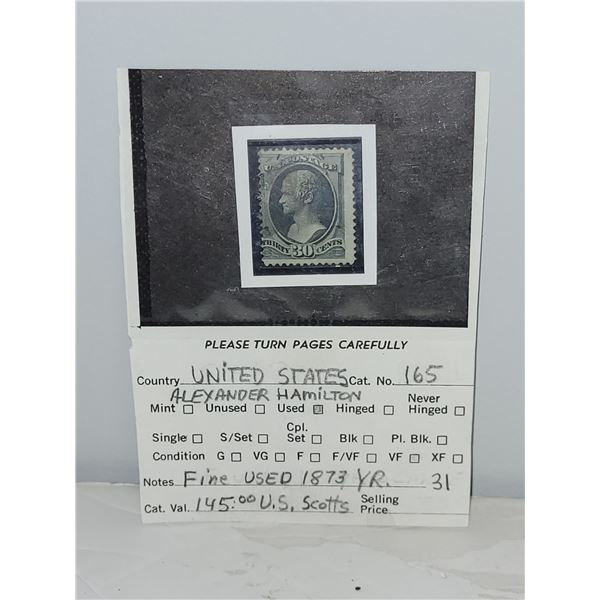 U.S. POSTAGE
THIRTY 30 CENTS
PLEASE TURN PAGES CAREFULLY
Country UNITED STATES Cat. No. 165
ALEXANDER HAMILTON Never
Mint Unused Used Hinged Hinged
Cpl.
Single S/Set Set Blk Pl. Blk.
Condition G VG F F/VF VF XF
Notes Fine USED 1873 YR. 31
Cat. Val. 145.00 U.S. Scotts Selling
Price